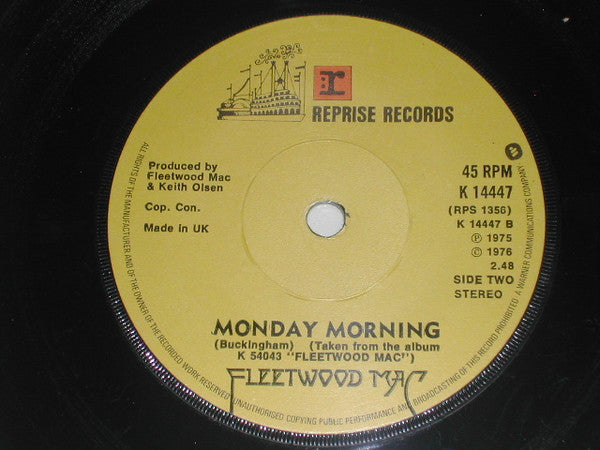 r
REPRISE RECORDS
Produced by
Fleetwood Mac
& Keith Olsen
Cop. Con.
Made in UK
45 RPM
K 14447
(RPS 1356)
K 14447 B
℗ 1975
© 1976
2.48
SIDE TWO
STEREO
MONDAY MORNING
(Buckingham) (Taken from the album
K 54043 "FLEETWOOD MAC")
FLEETWOOD MAC
ALL RIGHTS OF THE MANUFACTURER AND OF THE OWNER OF THE RECORDED WORK RESERVED UNAUTHORISED COPYING PUBLIC PERFORMANCE AND BROADCASTING OF THIS RECORD PROHIBITED. A WARNER COMMUNICATIONS COMPANY